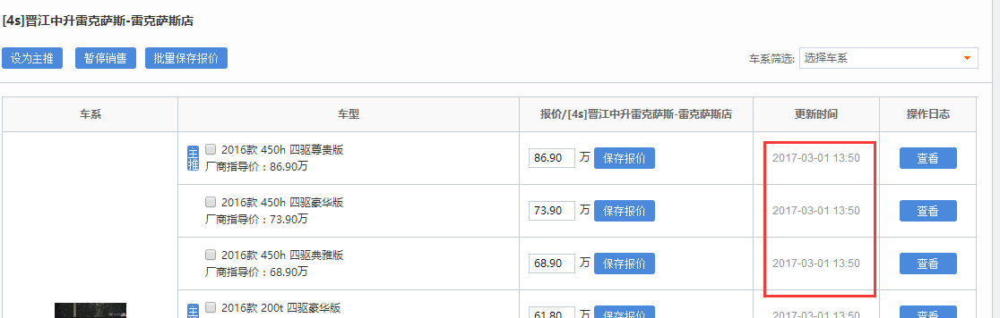 [4s]晋江中升雷克萨斯-雷克萨斯店
设为主推 暂停销售 批量保存报价 车系筛选: 选择车系
车系 车型 报价/[4s]晋江中升雷克萨斯-雷克萨斯店 更新时间 操作日志
主推 2016款 450h 四驱尊贵版
厂商指导价：86.90万
86.90 万 保存报价 2017-03-01 13:50 查看
2016款 450h 四驱豪华版
厂商指导价：73.90万
73.90 万 保存报价 2017-03-01 13:50 查看
2016款 450h 四驱典雅版
厂商指导价：68.90万
68.90 万 保存报价 2017-03-01 13:50 查看
主 2016款 200t 四驱豪华版
61.80 万 保存报价 2017-03-01 13:50 查看